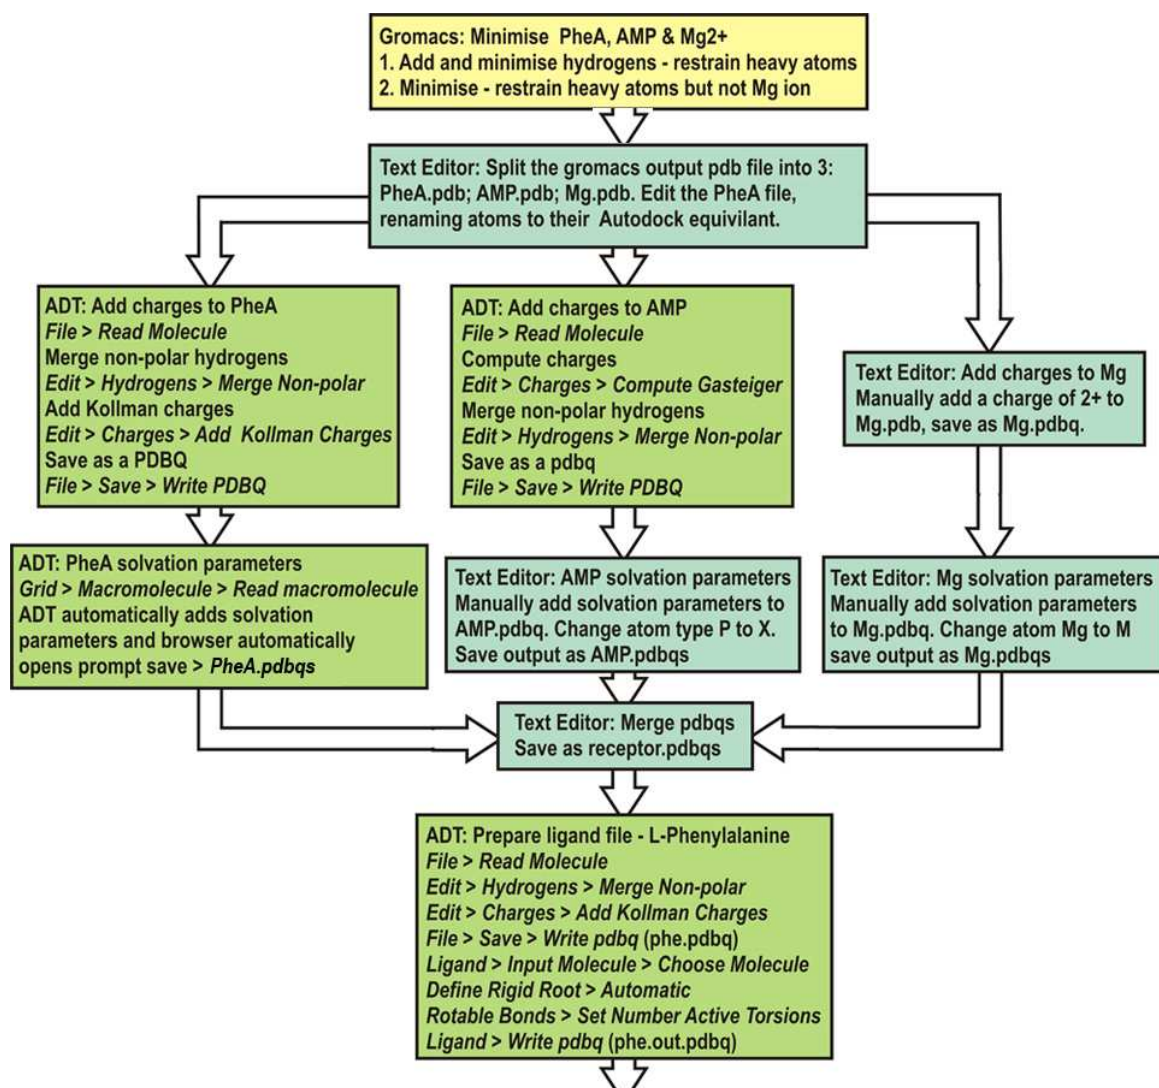 Gromacs: Minimise PheA, AMP & Mg2+
1. Add and minimise hydrogens - restrain heavy atoms
2. Minimise - restrain heavy atoms but not Mg ion
Text Editor: Split the gromacs output pdb file into 3:
PheA.pdb; AMP.pdb; Mg.pdb. Edit the PheA file,
renaming atoms to their Autodock equivilant.
ADT: Add charges to PheA
File > Read Molecule
Merge non-polar hydrogens
Edit > Hydrogens > Merge Non-polar
Add Kollman charges
Edit > Charges > Add Kollman Charges
Save as a PDBQ
File > Save > Write PDBQ
ADT: Add charges to AMP
File > Read Molecule
Compute charges
Edit > Charges > Compute Gasteiger
Merge non-polar hydrogens
Edit > Hydrogens > Merge Non-polar
Save as a pdbq
File > Save > Write PDBQ
Text Editor: Add charges to Mg
Manually add a charge of 2+ to
Mg.pdb, save as Mg.pdbq.
ADT: PheA solvation parameters
Grid > Macromolecule > Read macromolecule
ADT automatically adds solvation
parameters and browser automatically
opens prompt save > PheA.pdbqs
Text Editor: AMP solvation parameters
Manually add solvation parameters to
AMP.pdbq. Change atom type P to X.
Save output as AMP.pdbqs
Text Editor: Mg solvation parameters
Manually add solvation parameters
to Mg.pdbq. Change atom Mg to M
save output as Mg.pdbqs
Text Editor: Merge pdbqs
Save as receptor.pdbqs
ADT: Prepare ligand file - L-Phenylalanine
File > Read Molecule
Edit > Hydrogens > Merge Non-polar
Edit > Charges > Add Kollman Charges
File > Save > Write pdbq (phe.pdbq)
Ligand > Input Molecule > Choose Molecule
Define Rigid Root > Automatic
Rotable Bonds > Set Number Active Torsions
Ligand > Write pdbq (phe.out.pdbq)